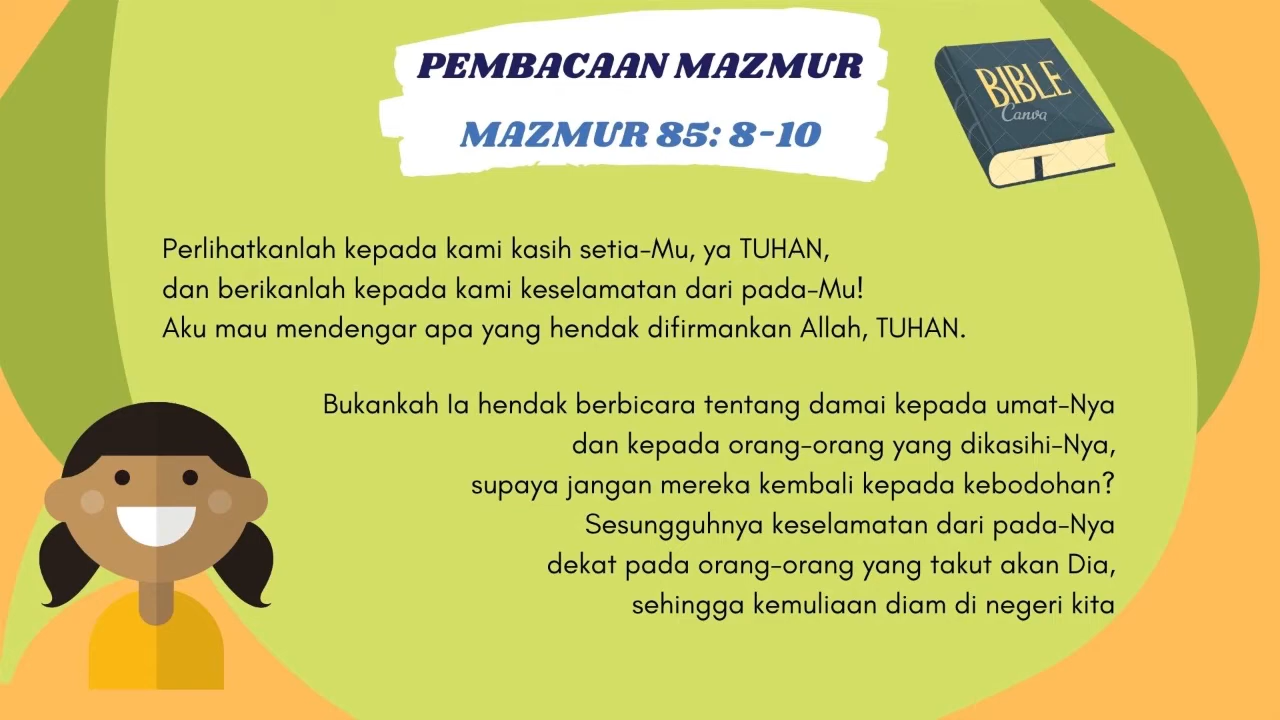 PEMBACAAN MAZMUR
MAZMUR 85: 8-10
BIBLE
Canva
Perlihatkanlah kepada kami kasih setia-Mu, ya TUHAN,
dan berikanlah kepada kami keselamatan dari pada-Mu!
Aku mau mendengar apa yang hendak difirmankan Allah, TUHAN.
Bukankah Ia hendak berbicara tentang damai kepada umat-Nya
dan kepada orang-orang yang dikasihi-Nya,
supaya jangan mereka kembali kepada kebodohan?
Sesungguhnya keselamatan dari pada-Nya
dekat pada orang-orang yang takut akan Dia,
sehingga kemuliaan diam di negeri kita